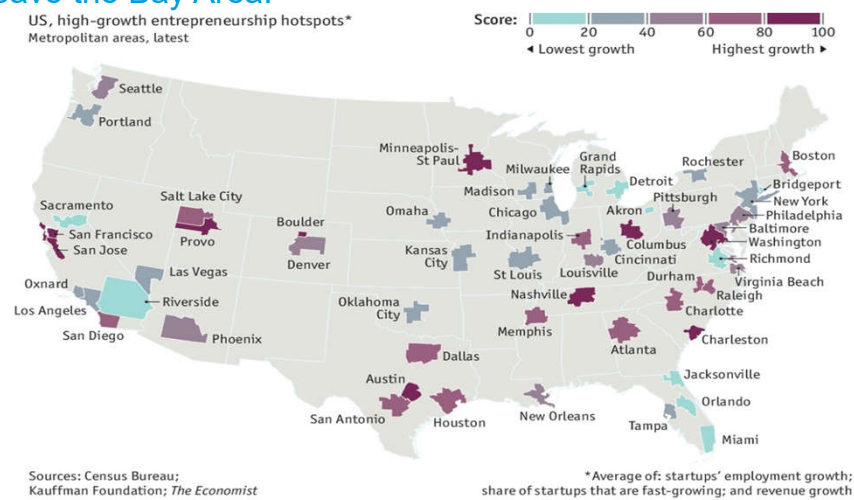 eave the Bay Area.
US, high-growth entrepreneurship hotspots*
Metropolitan areas, latest
Score:
0 20 40 60 80 100
◄ Lowest growth Highest growth ►
Seattle
Portland
Minneapolis-
St Paul
Milwaukee
Grand
Rapids
Detroit
Rochester
Boston
Madison
Pittsburgh
Bridgeport
New York
Philadelphia
Baltimore
Washington
Richmond
Sacramento
Salt Lake City
Omaha
Chicago
Akron
San Francisco
San Jose
Provo
Boulder
Denver
Indianapolis
Columbus
Cincinnati
Kansas
City
St Louis
Louisville
Las Vegas
Oxnard
Los Angeles
Riverside
San Diego
Phoenix
Oklahoma
City
Nashville
Memphis
Durham
Virginia Beach
Raleigh
Charlotte
Atlanta
Charleston
Dallas
Austin
San Antonio
Houston
New Orleans
Jacksonville
Orlando
Tampa
Miami
Sources: Census Bureau;
Kauffman Foundation; The Economist
*Average of: startups' employment growth;
share of startups that are fast-growing; and revenue growth